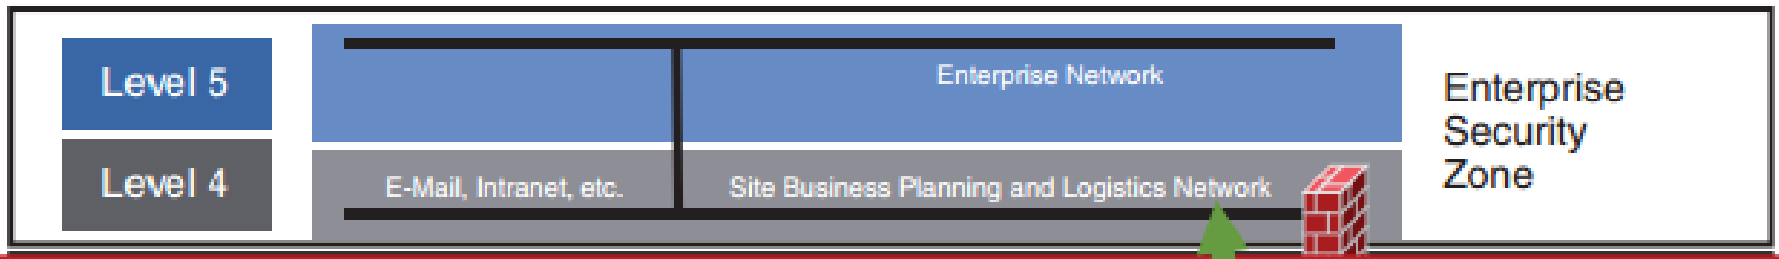 Level 5
Enterprise Network
Level 4
E-Mail, Intranet, etc.
Site Business Planning and Logistics Network
Enterprise
Security
Zone